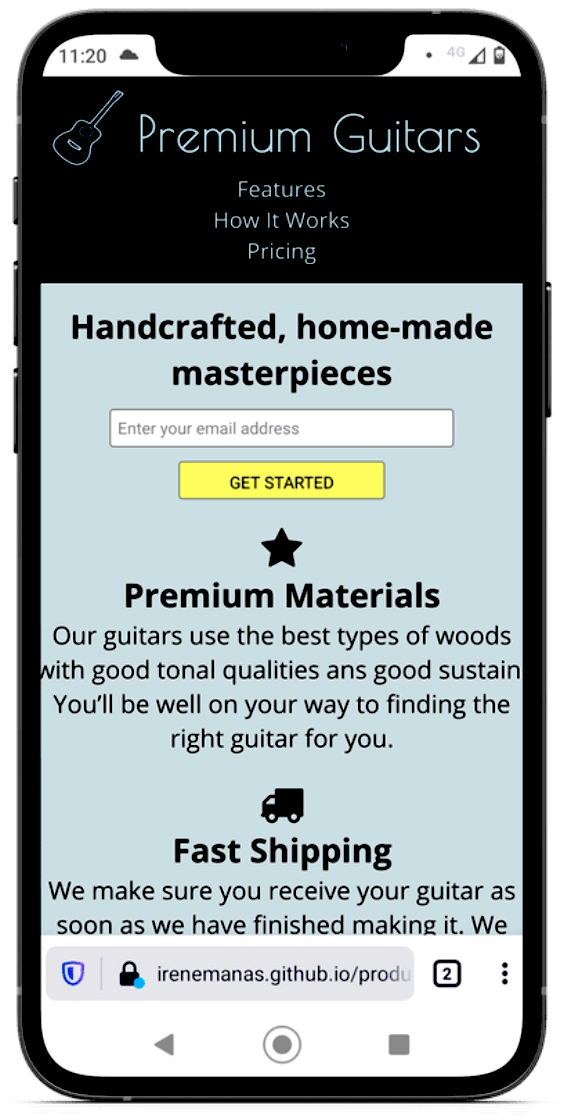 11:20
4G
Premium Guitars
Features
How It Works
Pricing
Handcrafted, home-made
masterpieces
Enter your email address
GET STARTED
Premium Materials
Our guitars use the best types of woods
with good tonal qualities ans good sustain
You’ll be well on your way to finding the
right guitar for you.
Fast Shipping
We make sure you receive your guitar as
soon as we have finished making it. We
irenemanas.github.io/produ
2